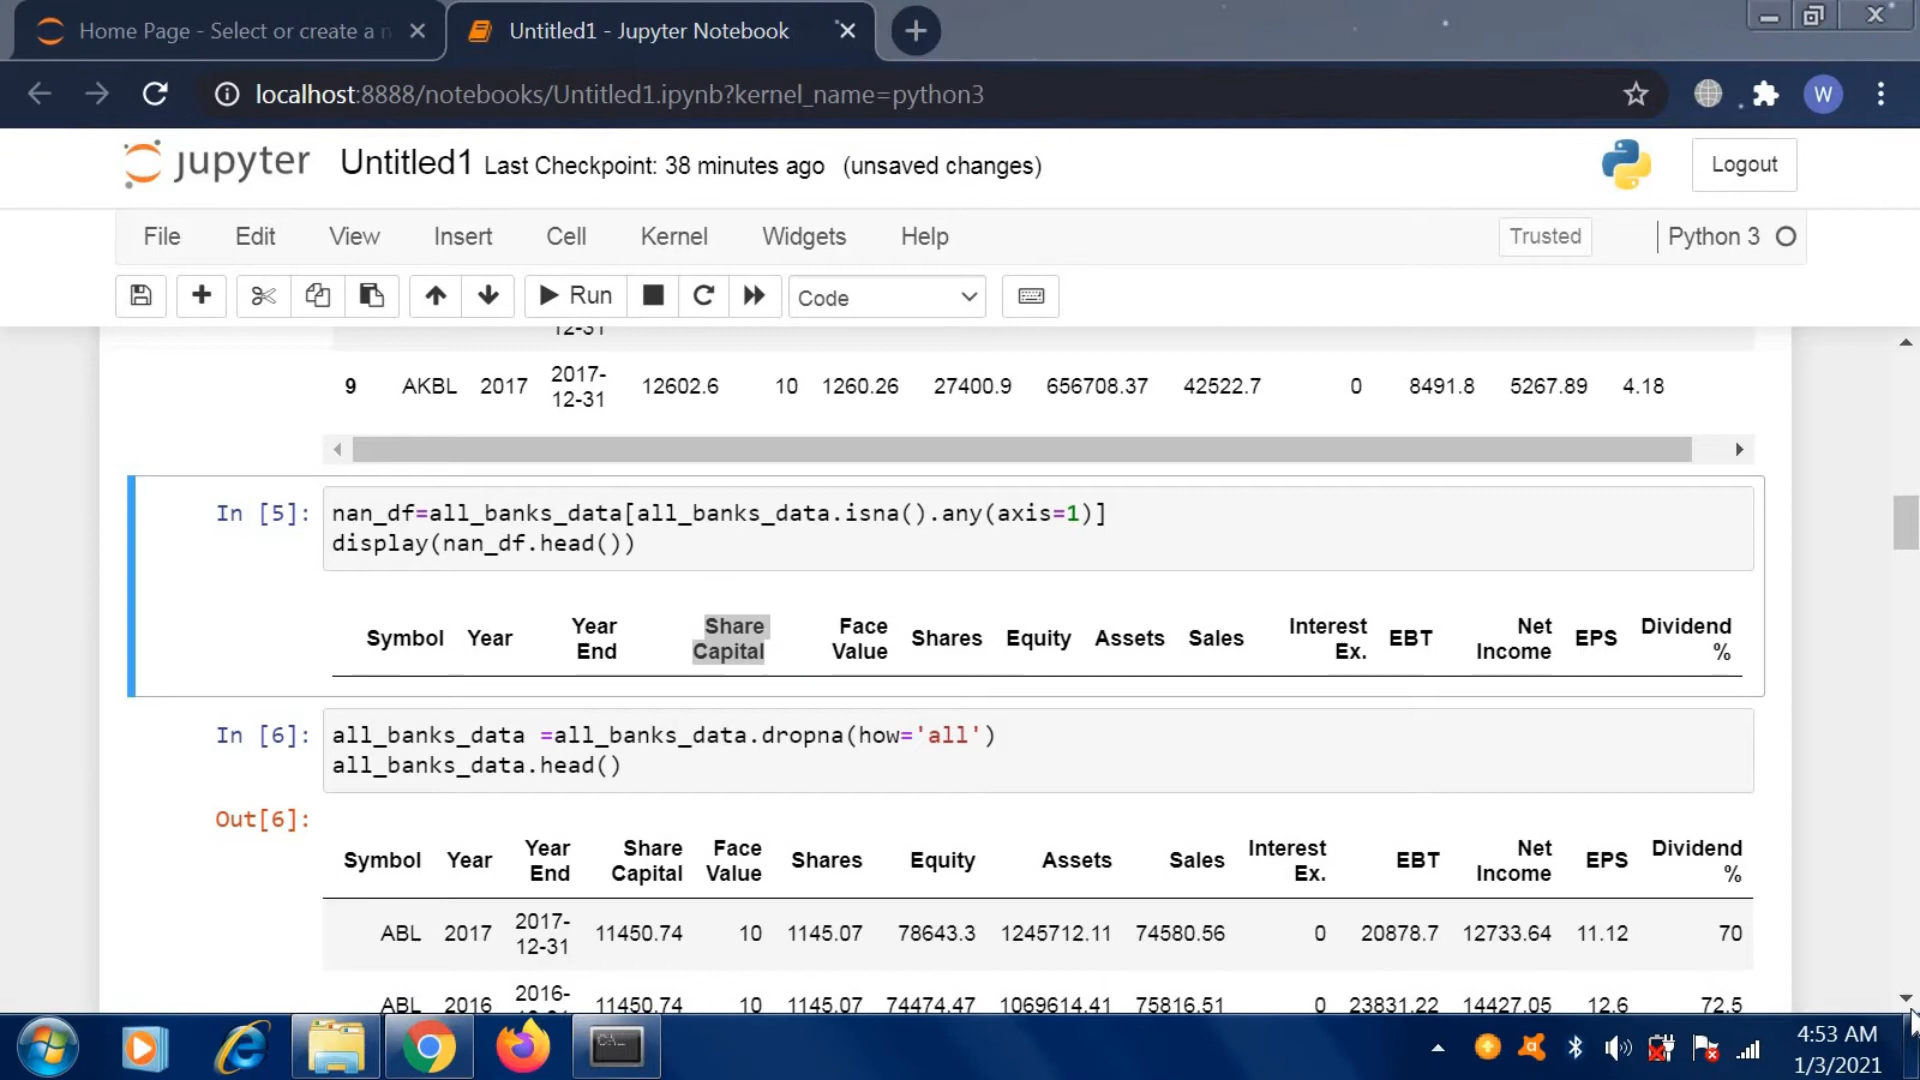 Home Page - Select or create a n
Untitled1 - Jupyter Notebook
localhost:8888/notebooks/Untitled1.ipynb?kernel_name=python3
W
jupyter Untitled1 Last Checkpoint: 38 minutes ago (unsaved changes)
Logout
File Edit View Insert Cell Kernel Widgets Help
Trusted
Python 3
Run
Code
12-31
9 AKBL 2017 2017-12-31 12602.6 10 1260.26 27400.9 656708.37 42522.7 0 8491.8 5267.89 4.18
In [5]: nan_df=all_banks_data[all_banks_data.isna().any(axis=1)]
display(nan_df.head())
Symbol Year Year End Share Capital Face Value Shares Equity Assets Sales Interest Ex. EBT Net Income EPS Dividend %
In [6]: all_banks_data =all_banks_data.dropna(how='all')
all_banks_data.head()
Out[6]:
Symbol Year Year End Share Capital Face Value Shares Equity Assets Sales Interest Ex. EBT Net Income EPS Dividend %
ABL 2017 2017-12-31 11450.74 10 1145.07 78643.3 1245712.11 74580.56 0 20878.7 12733.64 11.12 70
ABL 2016 2016- 11450.74 10 1145.07 74474.47 1069614.41 75816.51 0 23831.22 14427.05 12.6 72.5
4:53 AM
1/3/2021